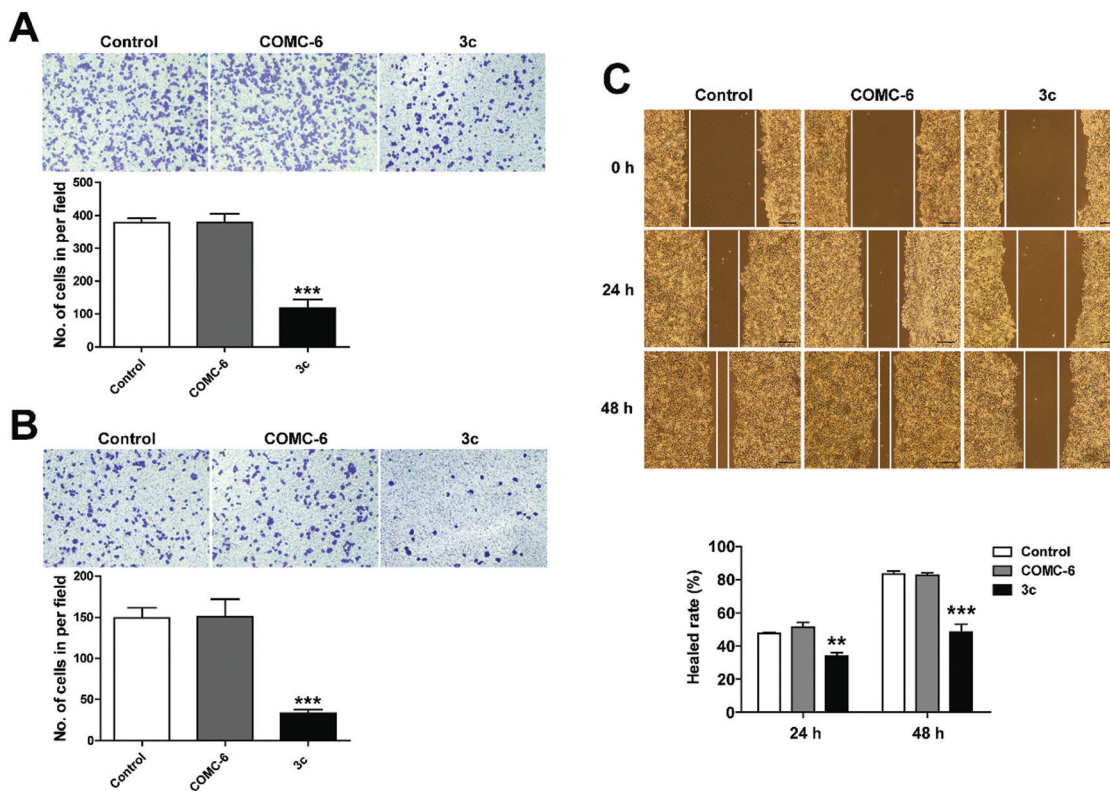 A
Control COMC-6 3c
No. of cells in per field
500
400
300
200
100
0
***
Control COMC-6 3c
B
Control COMC-6 3c
No. of cells in per field
150
100
50
0
***
Control COMC-6 3c
C
Control COMC-6 3c
0 h
24 h
48 h
Healed rate (%)
100
80
60
40
20
0
Control
COMC-6
3c
**
***
24 h 48 h